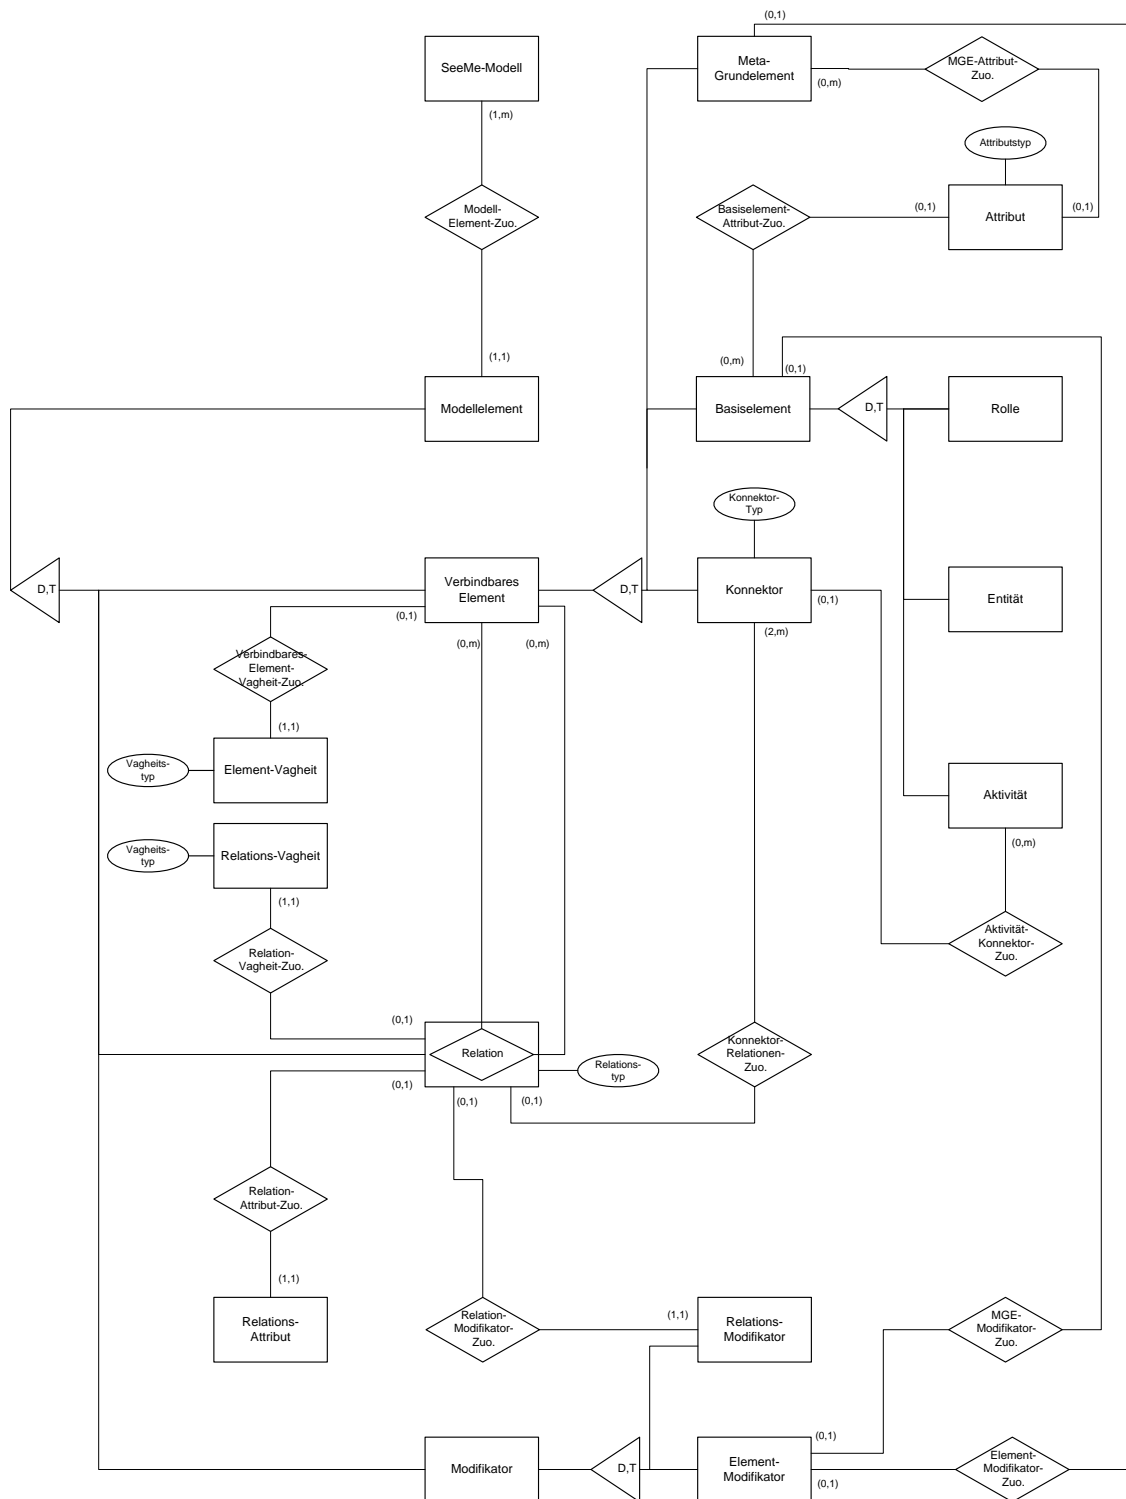 (0,1)
SeeMe-Modell
Meta-
Grundelement
MGE-Attribut-
Zuo.
(0,m)
(1,m)
Attributstyp
Modell-
Element-Zuo.
Basiselement-
Attribut-Zuo.
(0,1)
Attribut
(0,1)
(1,1)
(0,m)
(0,1)
Modellelement
Basiselement
D,T
Rolle
Konnektor-
Typ
D,T
Verbindbares
Element
D,T
Konnektor
Entität
(0,1)
(0,1)
(0,m)
(0,m)
(2,m)
Verbindbares-
Element-
Vagheit-Zuo.
(1,1)
Vagheits-
typ
Element-Vagheit
Aktivität
Vagheits-
typ
Relations-Vagheit
(0,m)
(1,1)
Relation-
Vagheit-Zuo.
Aktivität-
Konnektor-
Zuo.
(0,1)
Relation
Konnektor-
Relationen-
Zuo.
Relations-
typ
(0,1)
(0,1)
(0,1)
Relation-
Attribut-Zuo.
(1,1)
Relations-
Attribut
Relation-
Modifikator-
Zuo.
(1,1)
Relations-
Modifikator
MGE-
Modifikator-
Zuo.
(0,1)
Modifikator
D,T
Element-
Modifikator
(0,1)
Element-
Modifikator-
Zuo.